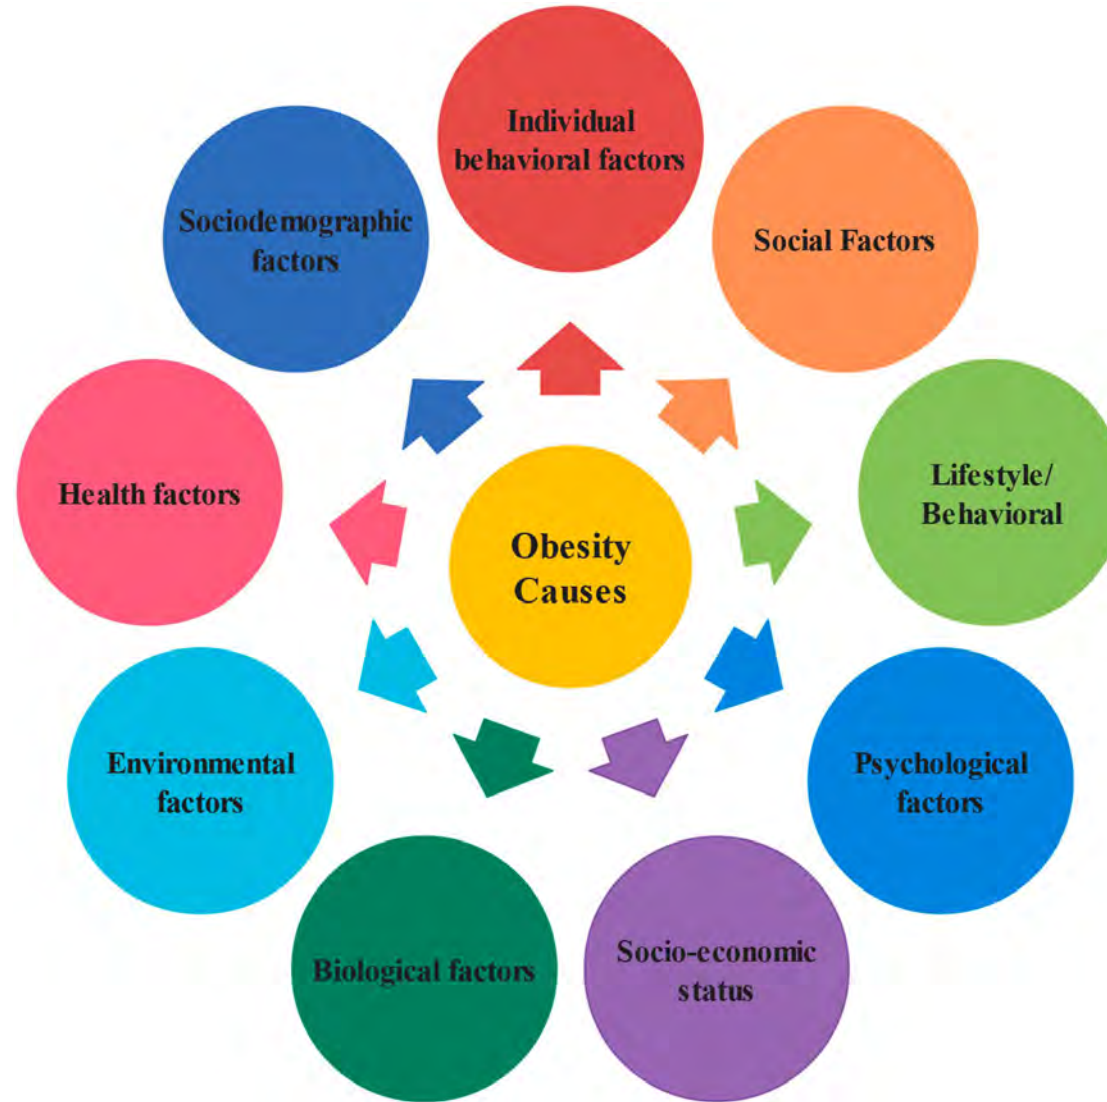 Individual
behavioral factors
Social Factors
Lifestyle/
Behavioral
Psychological
factors
Socio-economic
status
Biological factors
Environmental
factors
Health factors
Sociodemographic
factors
Obesity
Causes